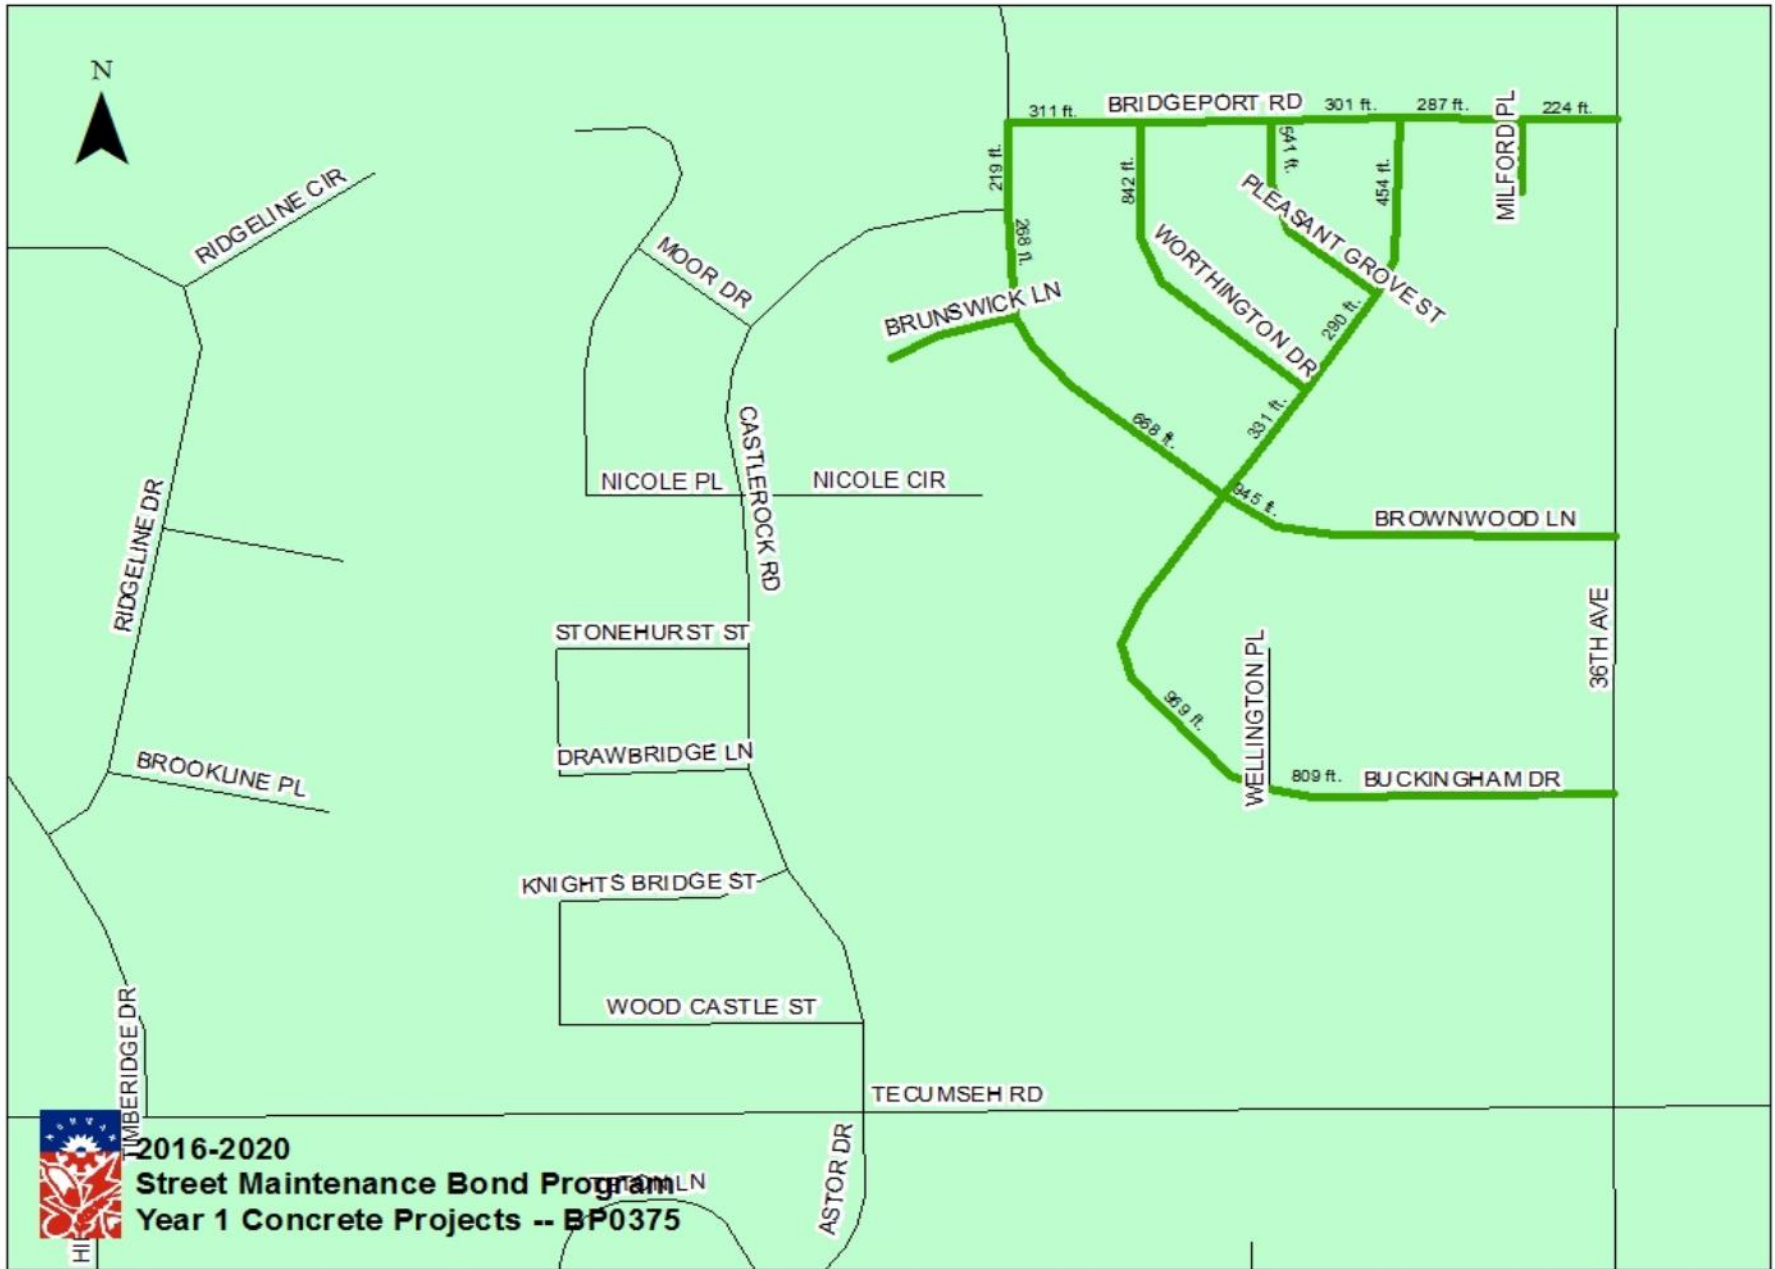 N
311 ft.
BRIDGEPORT RD
301 ft.
287 ft.
MILFORD PL
224 ft.
219 ft.
842 ft.
541 ft.
454 ft.
PLEASANT GROVE ST
RIDGELINE CIR
MOOR DR
268 ft.
WORTHINGTON DR
BRUNSWICK LN
290 ft.
331 ft.
668 ft.
CASTLEROCK RD
NICOLE PL
NICOLE CIR
945 ft.
BROWNWOOD LN
RIDGELINE DR
36TH AVE
STONEHURST ST
WELLINGTON PL
969 ft.
DRAWBRIDGE LN
BROOKLINE PL
809 ft.
BUCKINGHAM DR
KNIGHTS BRIDGE ST
WOOD CASTLE ST
TIMBERIDGE DR
TECUMSEH RD
NORMAN
2016-2020
Street Maintenance Bond Program
LN
ASTOR DR
Year 1 Concrete Projects -- BP0375